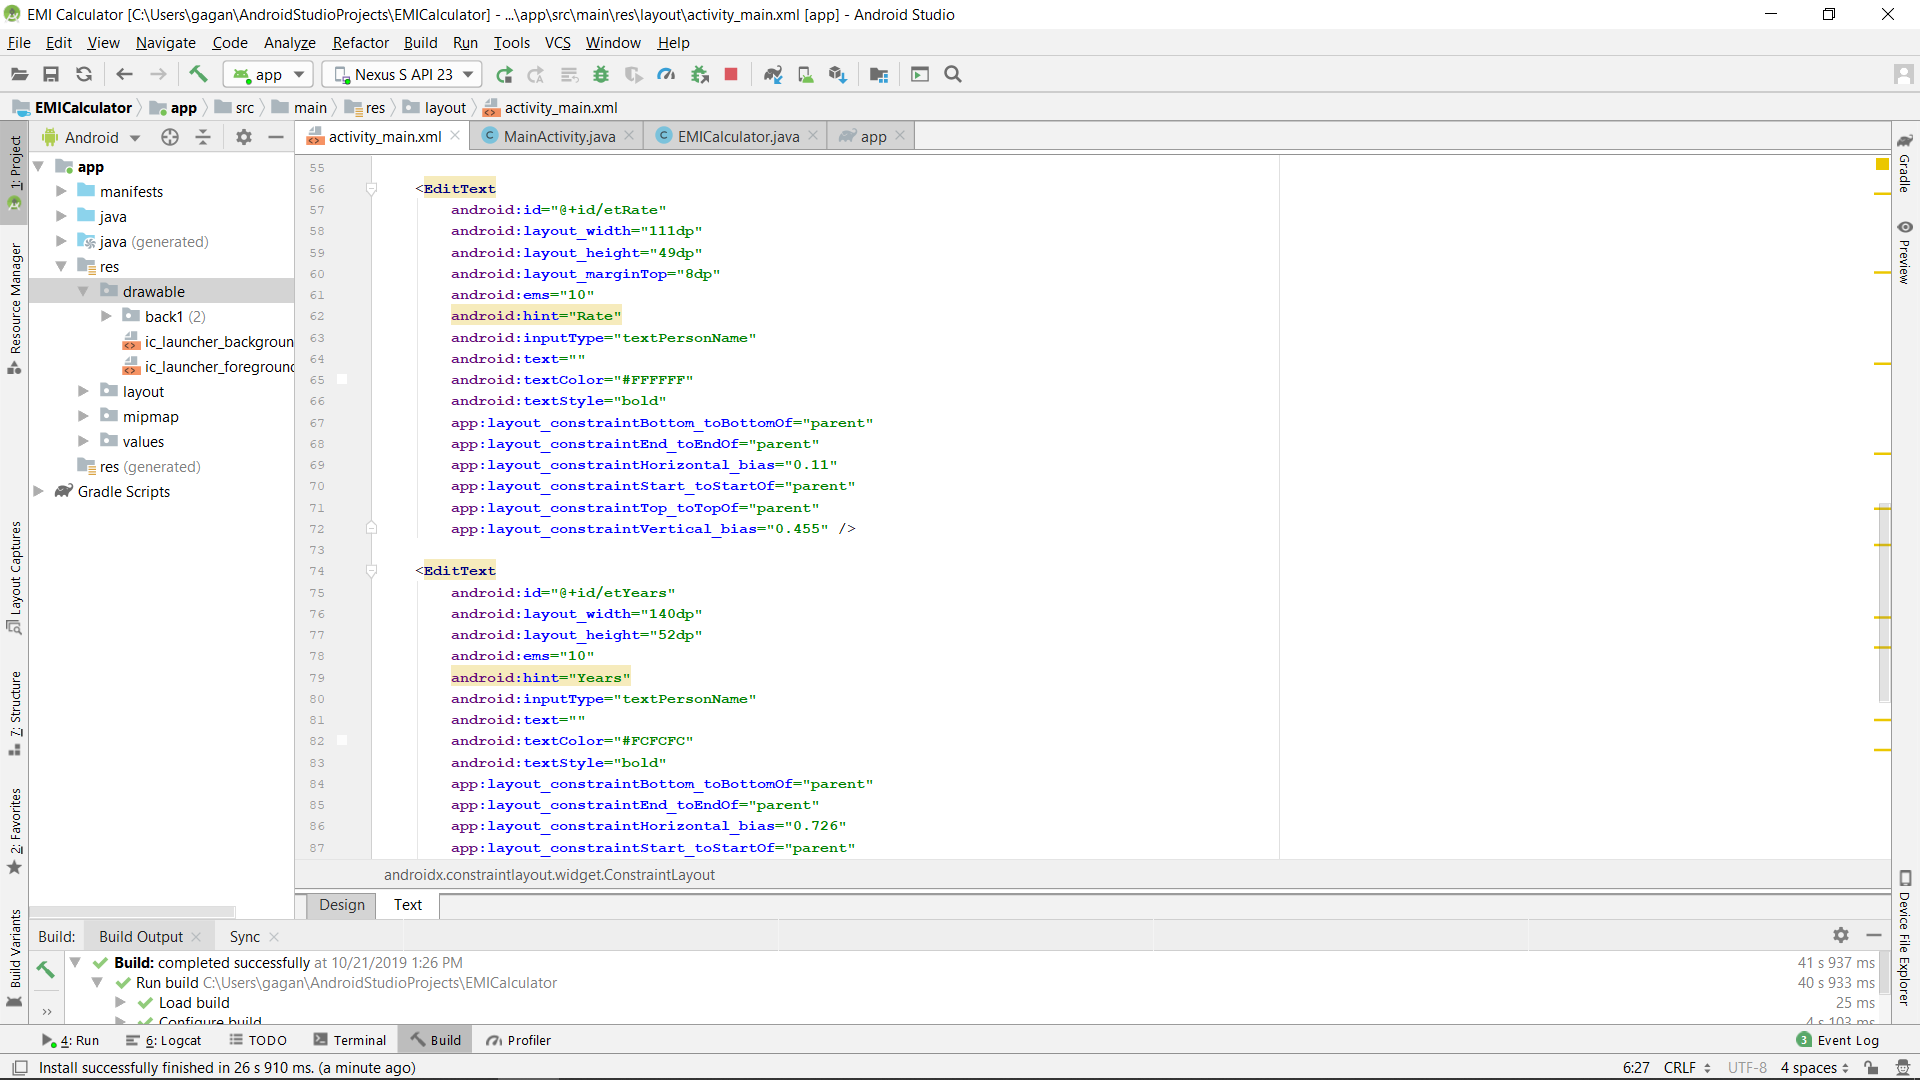 EMI Calculator [C:\Users\gagan\AndroidStudioProjects\EMICalculator] - ...\app\src\main\res\layout\activity_main.xml [app] - Android Studio
File Edit View Navigate Code Analyze Refactor Build Run Tools VCS Window Help
app Nexus S API 23
EMICalculator app src main res layout activity_main.xml
1: Project
Resource Manager
Layout Captures
7: Structure
2: Favorites
Build Variants
Android
app
manifests
java
java (generated)
res
drawable
back1 (2)
ic_launcher_backgroun
ic_launcher_foreground
layout
mipmap
values
res (generated)
Gradle Scripts
activity_main.xml MainActivity.java EMICalculator.java app
55
56 <EditText
57 android:id="@+id/etRate"
58 android:layout_width="111dp"
59 android:layout_height="49dp"
60 android:layout_marginTop="8dp"
61 android:ems="10"
62 android:hint="Rate"
63 android:inputType="textPersonName"
64 android:text=""
65 android:textColor="#FFFFFF"
66 android:textStyle="bold"
67 app:layout_constraintBottom_toBottomOf="parent"
68 app:layout_constraintEnd_toEndOf="parent"
69 app:layout_constraintHorizontal_bias="0.11"
70 app:layout_constraintStart_toStartOf="parent"
71 app:layout_constraintTop_toTopOf="parent"
72 app:layout_constraintVertical_bias="0.455" />
73
74 <EditText
75 android:id="@+id/etYears"
76 android:layout_width="140dp"
77 android:layout_height="52dp"
78 android:ems="10"
79 android:hint="Years"
80 android:inputType="textPersonName"
81 android:text=""
82 android:textColor="#FCFCFC"
83 android:textStyle="bold"
84 app:layout_constraintBottom_toBottomOf="parent"
85 app:layout_constraintEnd_toEndOf="parent"
86 app:layout_constraintHorizontal_bias="0.726"
87 app:layout_constraintStart_toStartOf="parent"
androidx.constraintlayout.widget.ConstraintLayout
Design Text
Gradle
Preview
Device File Explorer
Build: Build Output Sync
Build: completed successfully at 10/21/2019 1:26 PM 41 s 937 ms
Run build C:\Users\gagan\AndroidStudioProjects\EMICalculator 40 s 933 ms
Load build 25 ms
Configure build 4 s 103 ms
4: Run 6: Logcat TODO Terminal Build Profiler 3 Event Log
Install successfully finished in 26 s 910 ms. (a minute ago) 6:27 CRLF UTF-8 4 spaces